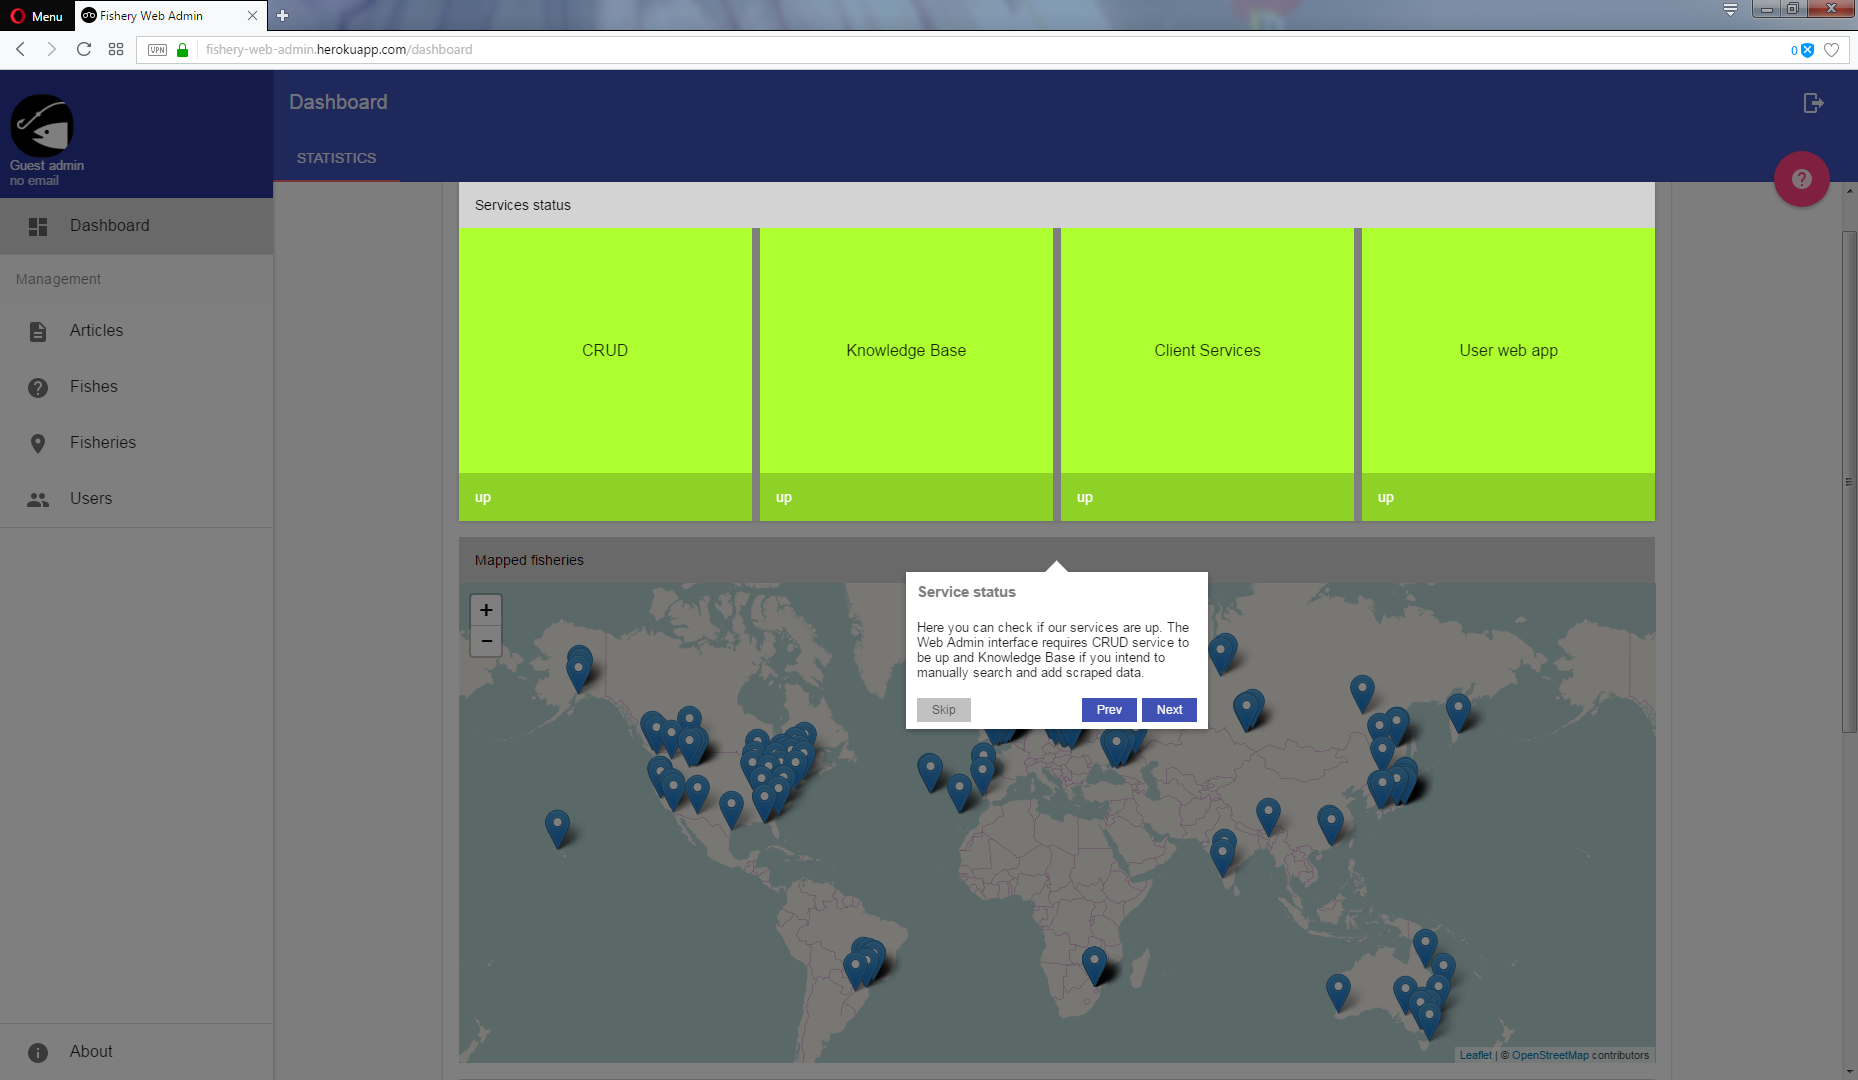 Menu
Fishery Web Admin
VPN
fishery-web-admin.herokuapp.com/dashboard
0
Guest admin
no email
Dashboard
Management
Articles
Fishes
Fisheries
Users
About
Dashboard
STATISTICS
Services status
CRUD
Knowledge Base
Client Services
User web app
up
up
up
up
Mapped fisheries
+
−
Service status
Here you can check if our services are up. The
Web Admin interface requires CRUD service to
be up and Knowledge Base if you intend to
manually search and add scraped data.
Skip
Prev
Next
Leaflet | © OpenStreetMap contributors